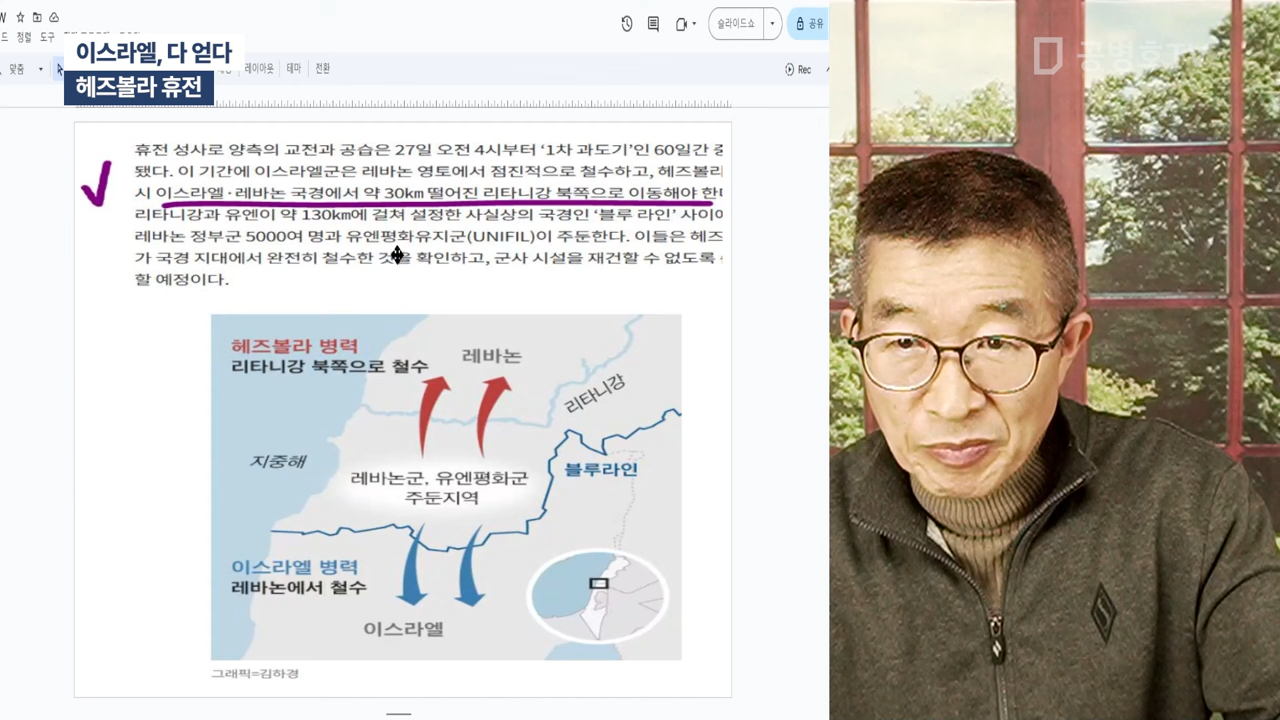 정렬 도구
슬라이드쇼
공유
이스라엘, 다 얻다
헤즈볼라 휴전
맞춤
레이아웃
테마
전환
Rec
공병호TV
휴전 성사로 양측의 교전과 공습은 27일 오전 4시부터 '1차 과도기'인 60일간
됐다. 이 기간에 이스라엘군은 레바논 영토에서 점진적으로 철수하고, 헤즈볼라
시 이스라엘·레바논 국경에서 약 30km 떨어진 리타니강 북쪽으로 이동해야 한
리타니강과 유엔이 약 130km에 걸쳐 설정한 사실상의 국경인 '블루 라인' 사이
레바논 정부군 5000여 명과 유엔평화유지군(UNIFIL)이 주둔한다. 이들은 헤즈
가 국경 지대에서 완전히 철수한 것을 확인하고, 군사 시설을 재건할 수 없도록
할 예정이다.
헤즈볼라 병력
리타니강 북쪽으로 철수
레바논
리타니강
지중해
블루라인
레바논군, 유엔평화군
주둔지역
이스라엘 병력
레바논에서 철수
이스라엘
그래픽=김하경